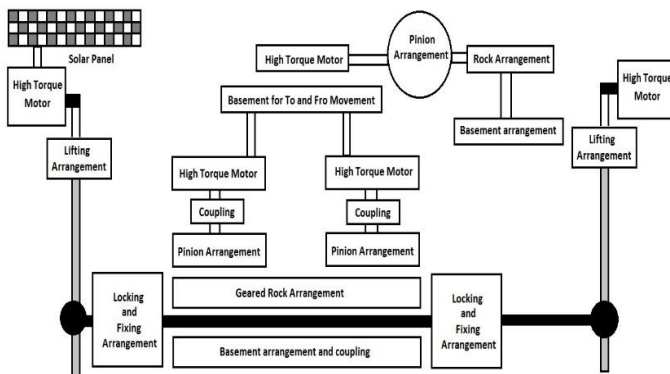 Solar Panel
High Torque
Motor
Lifting
Arrangement
High Torque Motor
Pinion
Arrangement
Rock Arrangement
Basement arrangement
High Torque
Motor
Lifting
Arrangement
Basement for To and Fro Movement
High Torque Motor
High Torque Motor
Coupling
Coupling
Pinion Arrangement
Pinion Arrangement
Locking
and
Fixing
Arrangement
Geared Rock Arrangement
Basement arrangement and coupling
Locking
and
Fixing
Arrangement